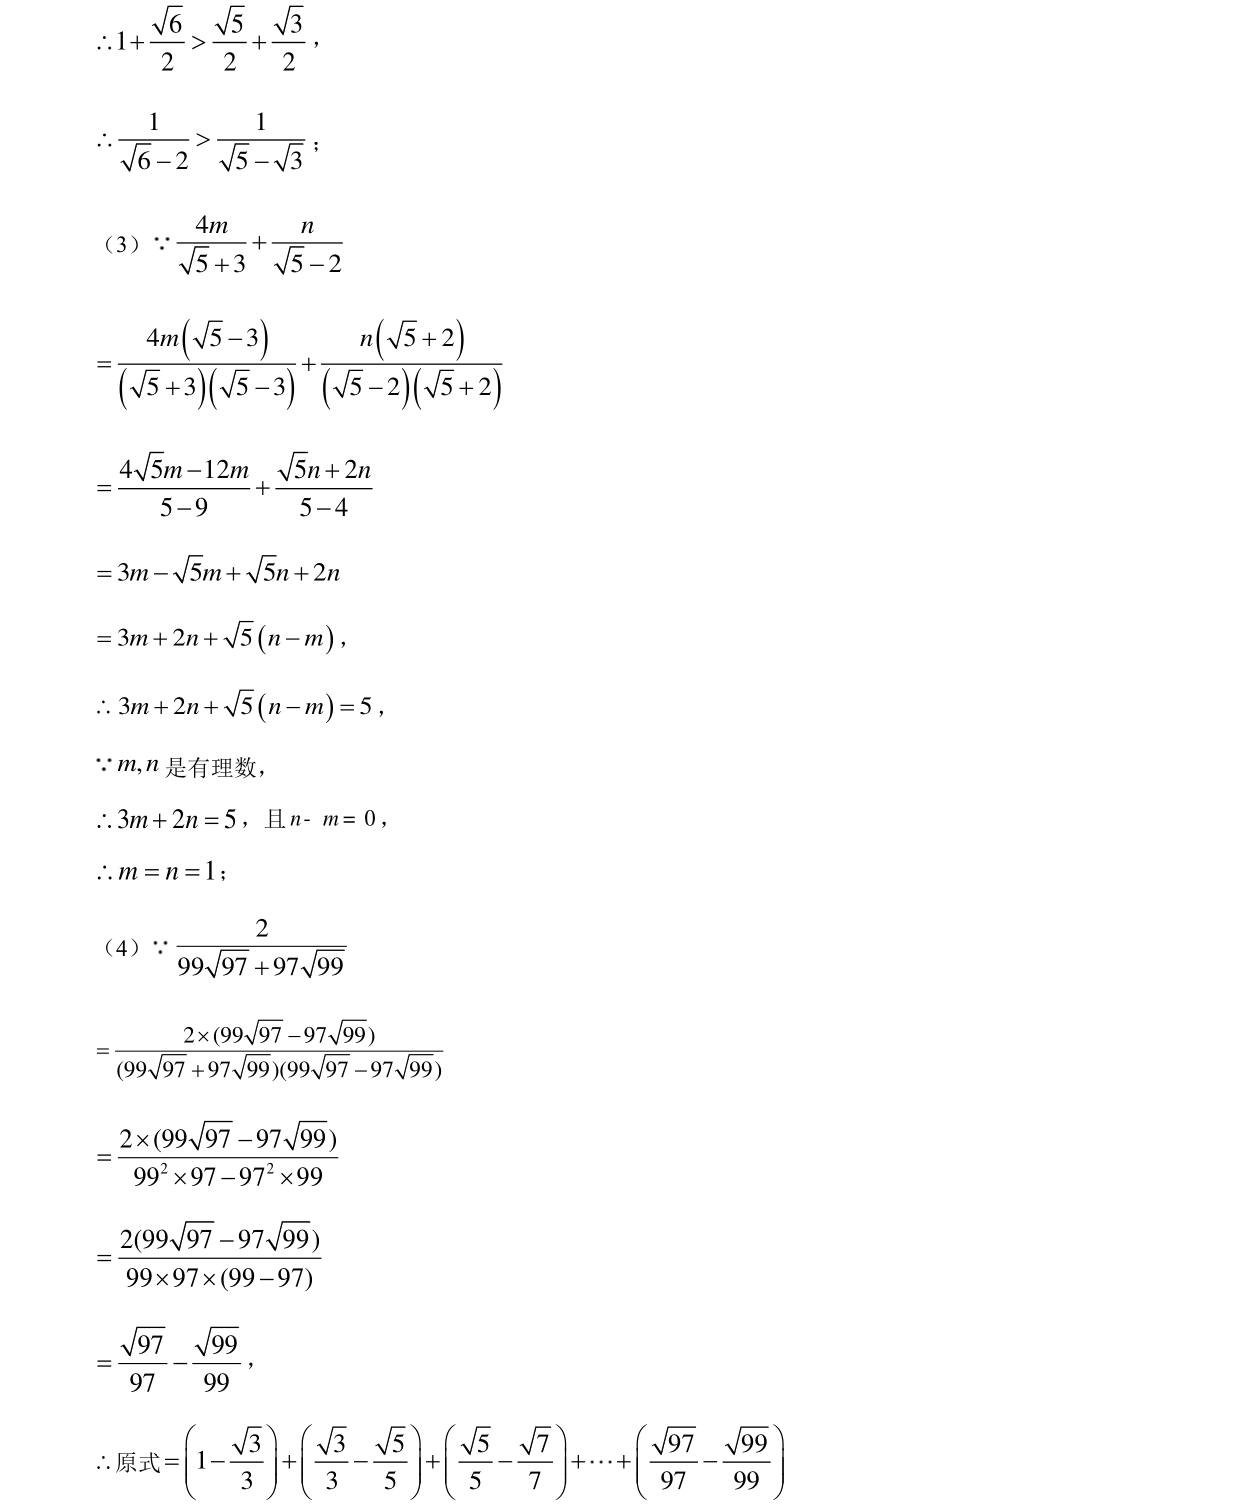 ∴1+√6/2>√5/2+√3/2，
∴1/(√6−2)>1/(√5−√3)；
（3）∵4m/(√5+3)+n/(√5−2)
=4m(√5−3)/((√5+3)(√5−3))+n(√5+2)/((√5−2)(√5+2))
=(4√5m−12m)/(5−9)+(√5n+2n)/(5−4)
=3m−√5m+√5n+2n
=3m+2n+√5(n−m)，
∴3m+2n+√5(n−m)=5，
∵m,n是有理数，
∴3m+2n=5，且n-m=0，
∴m=n=1；
（4）∵2/(99√97+97√99)
=2×(99√97−97√99)/((99√97+97√99)(99√97−97√99))
=2×(99√97−97√99)/(99²×97−97²×99)
=2(99√97−97√99)/(99×97×(99−97))
=√97/97−√99/99，
∴原式=(1−√3/3)+(√3/3−√5/5)+(√5/5−√7/7)+⋯+(√97/97−√99/99)